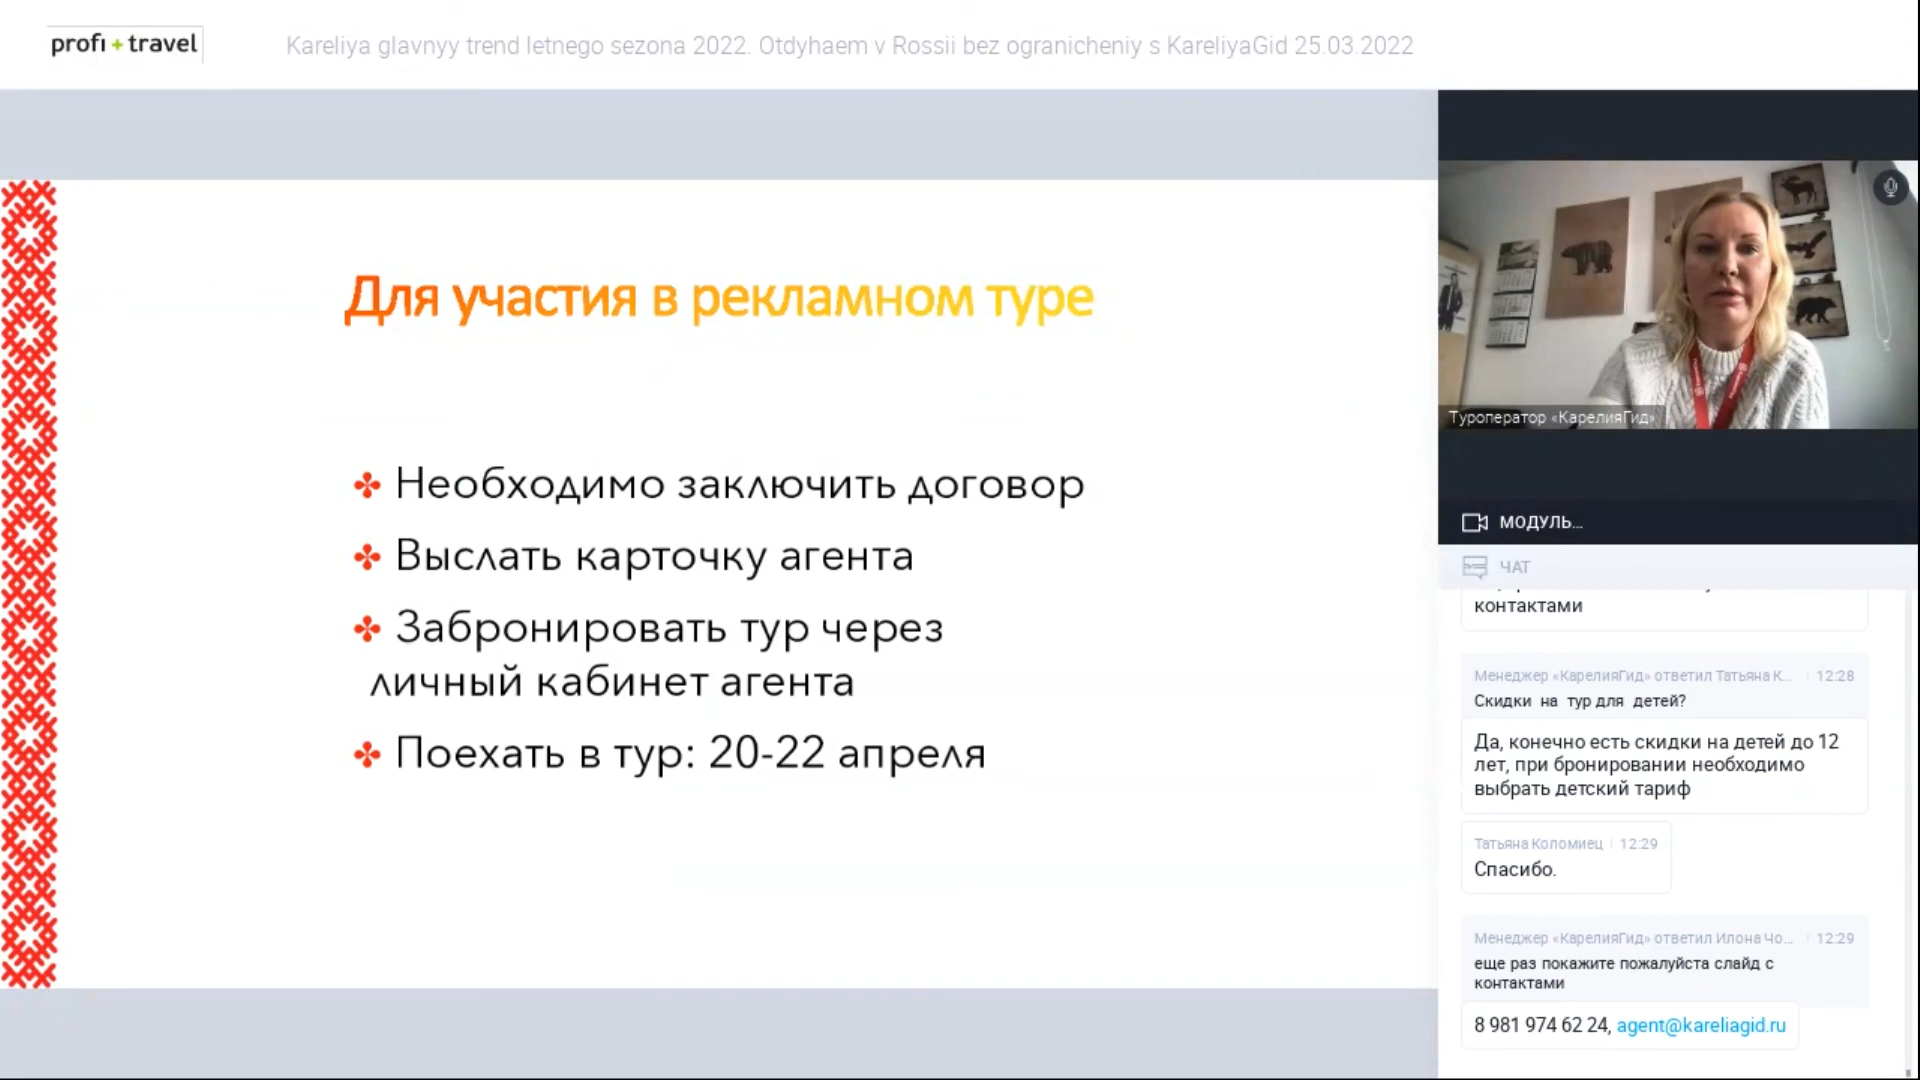 profi + travel
Kareliya glavnyy trend letnego sezona 2022. Otdyhaem v Rossii bez ogranicheniy s KareliyaGid 25.03.2022
Для участия в рекламном туре
Необходимо заключить договор
Выслать карточку агента
Забронировать тур через
личный кабинет агента
Поехать в тур: 20-22 апреля
Туроператор «КарелияГид»
МОДУЛЬ...
ЧАТ
контактами
Менеджер «КарелияГид» ответил Татьяна К... 12:28
Скидки на тур для детей?
Да, конечно есть скидки на детей до 12
лет, при бронировании необходимо
выбрать детский тариф
Татьяна Коломиец 12:29
Спасибо.
Менеджер «КарелияГид» ответил Илона Чо... 12:29
еще раз покажите пожалуйста слайд с
контактами
8 981 974 62 24, agent@kareliagid.ru